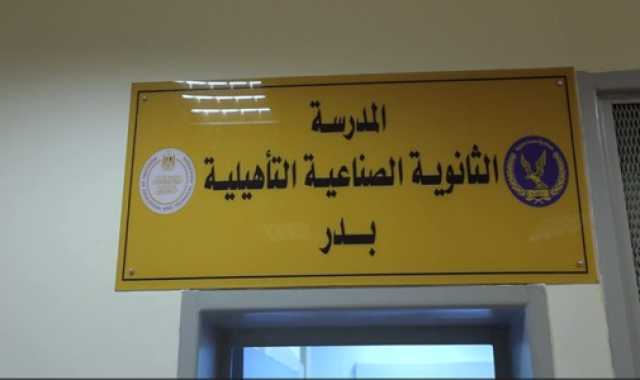 المدرسة
الثانوية الصناعية التأهيلية
بدر